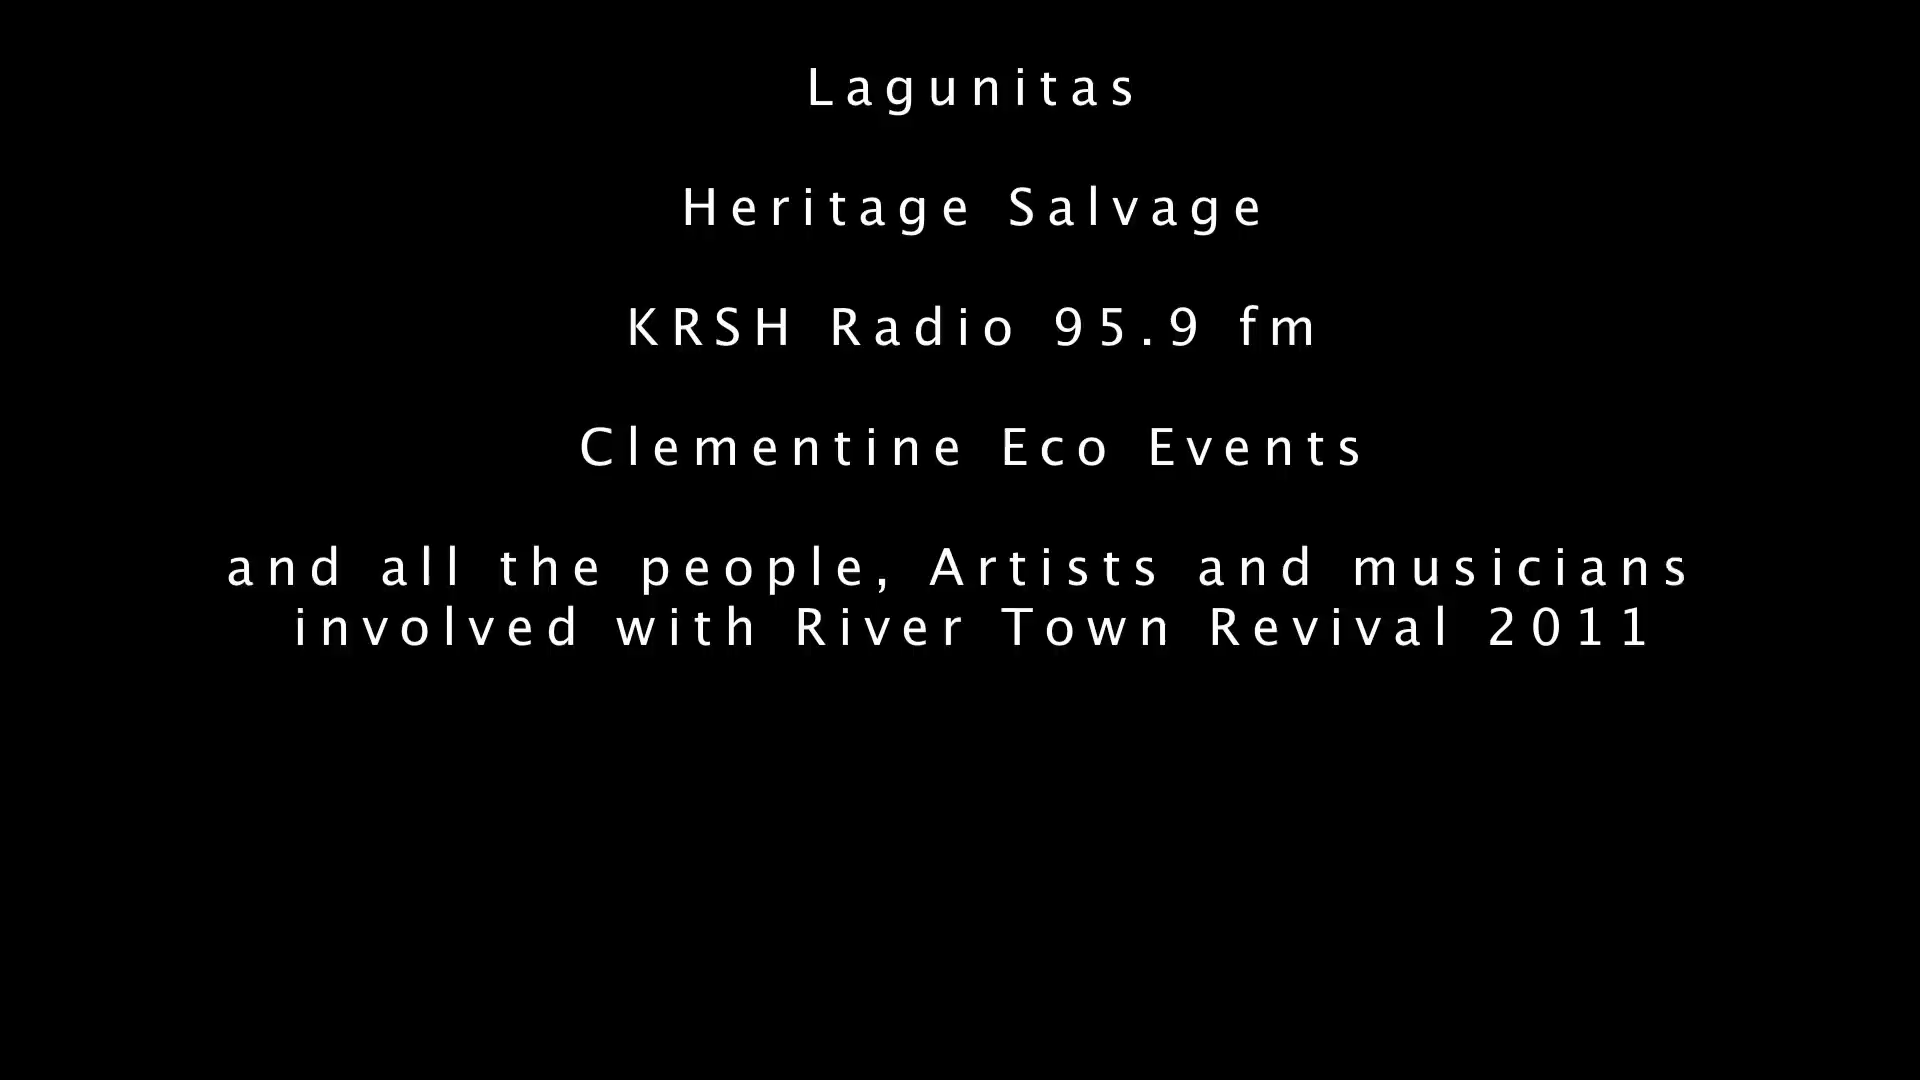 Lagunitas
Heritage Salvage
KRSH Radio 95.9 fm
Clementine Eco Events
and all the people, Artists and musicians
involved with River Town Revival 2011